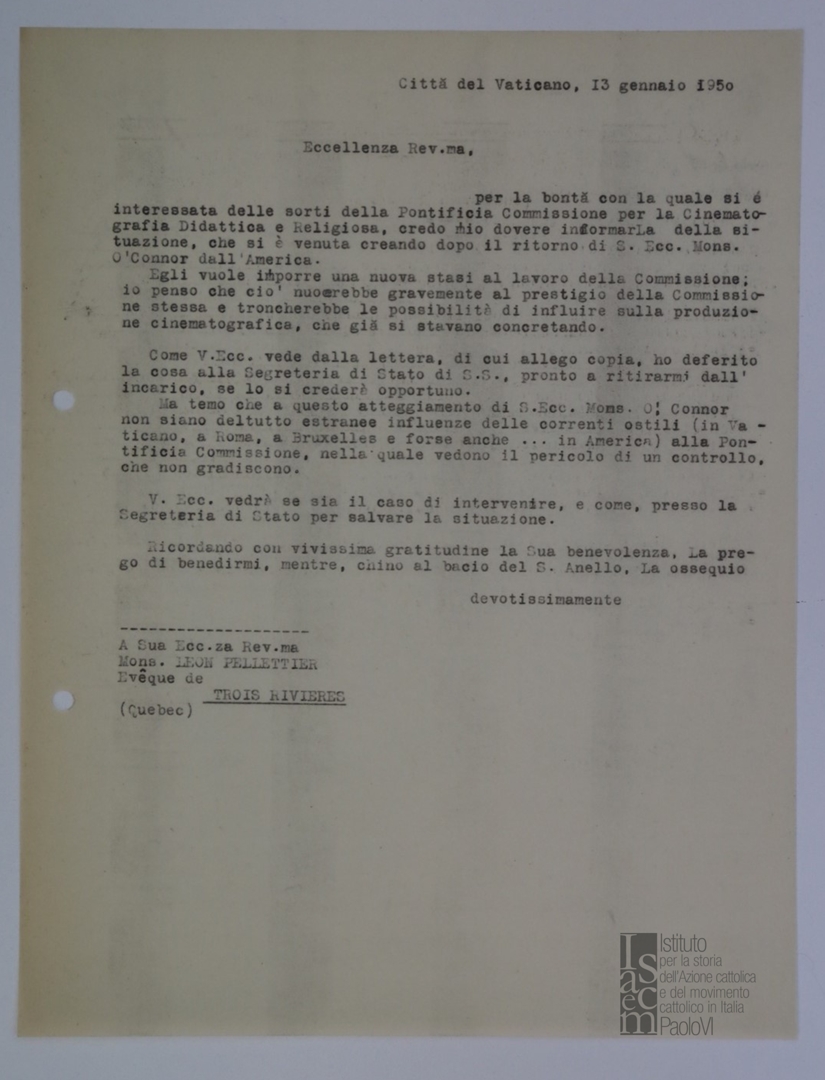 Cittã del Vaticano, I3 gennaio I95o
Eccellenza Rev.ma,
per la bontã con la quale si é
interessata delle sorti della Pontificia Commissione per la Cinemato-
grafia Didattica e Religiosa, credo mio dovere informarLa della si-
tuazione, che si è venuta creando dopo il ritorno di S. Ecc. Mons.
O'Connor dall'America.
Egli vuole imporre una nuova stasi al lavoro della Commissione;
io penso che cio' nuocerebbe gravemente al prestigio della Commissio-
ne stessa e troncherebbe le possibilitè di influire sulla produzio-
ne cinematografica, che giã si stavano concretando.
Come V.Ecc. vede dalla lettera, di cui allego copia, ho deferito
la cosa alla Segreteria di Stato di S.S., pronto a ritirarmi dall'
incarico, se lo si crederè opportuno.
Ma temo che a questo atteggiamento di S.Ecc. Mons. O' Connor
non siano deltutto estranee influenze delle correnti ostili (in Va -
ticano, a Roma, a Bruxelles e forse anche ... in America) alla Pon-
tificia Commissione, nella quale vedono il pericolo di un controllo,
che non gradiscono.
V. Ecc. vedrà se sia il caso di intervenire, e come, presso la
Segreteria di Stato per salvare la situazione.
Ricordando con vivissima gratitudine la Sua benevolenza, La pre-
go di benedirmi, mentre, chino al bacio del S. Anello, La ossequio
devotissimamente
--------------------
A Sua Ecc.za Rev.ma
Mons. LEON PELLETTIER
Evêque de
TROIS RIVIERES
(Quebec)
Isacm
Istituto
per la storia
dell'Azione cattolica
e del movimento
cattolico in Italia
PaoloVI